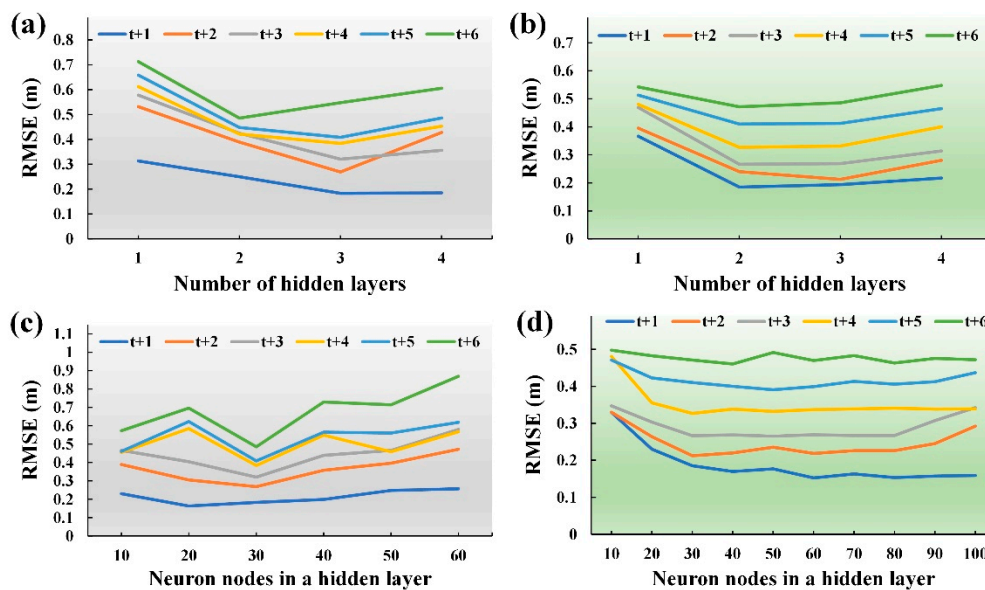 (a)
t+1 t+2 t+3 t+4 t+5 t+6
0.8
0.7
0.6
0.5
0.4
0.3
0.2
0.1
0
RMSE (m)
1 2 3 4
Number of hidden layers
(b)
t+1 t+2 t+3 t+4 t+5 t+6
0.7
0.6
0.5
0.4
0.3
0.2
0.1
0
RMSE (m)
1 2 3 4
Number of hidden layers
(c)
t+1 t+2 t+3 t+4 t+5 t+6
1.1
1
0.9
0.8
0.7
0.6
0.5
0.4
0.3
0.2
0.1
0
RMSE (m)
10 20 30 40 50 60
Neuron nodes in a hidden layer
(d)
t+1 t+2 t+3 t+4 t+5 t+6
0.5
0.4
0.3
0.2
0.1
0
RMSE (m)
10 20 30 40 50 60 70 80 90 100
Neuron nodes in a hidden layer